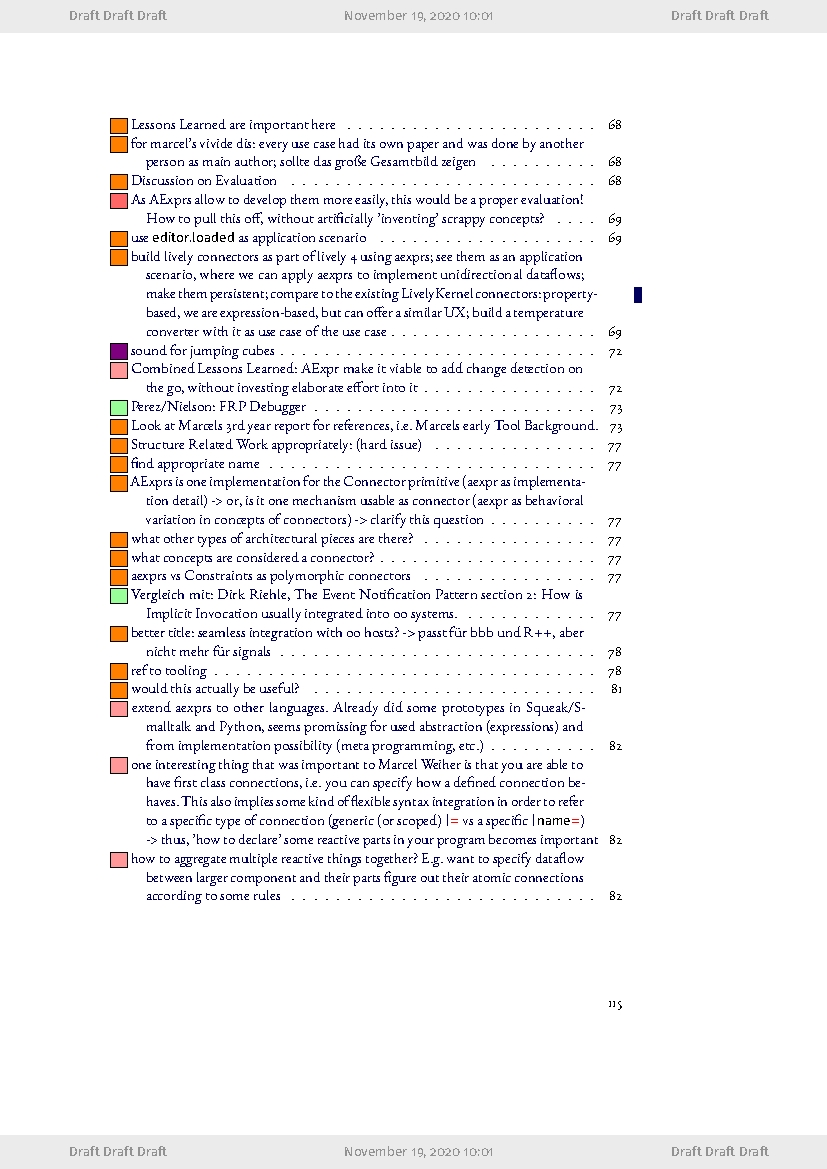 Draft Draft Draft November 19, 2020 10:01 Draft Draft Draft
Lessons Learned are important here . . . . . . . . . . . . . . . . . . . . . . . 68
for marcel's vivide dis: every use case had its own paper and was done by another
person as main author; sollte das große Gesamtbild zeigen . . . . . . . . . . 68
Discussion on Evaluation . . . . . . . . . . . . . . . . . . . . . . . . . . . . 68
As AExprs allow to develop them more easily, this would be a proper evaluation!
How to pull this off, without artificially 'inventing' scrappy concepts? . . . . 69
use editor.loaded as application scenario . . . . . . . . . . . . . . . . . . . . 69
build lively connectors as part of lively 4 using aexprs; see them as an application
scenario, where we can apply aexprs to implement unidirectional dataflows;
make them persistent; compare to the existing LivelyKernel connectors: property-
based, we are expression-based, but can offer a similar UX; build a temperature
converter with it as use case of the use case . . . . . . . . . . . . . . . . . . . 69
sound for jumping cubes . . . . . . . . . . . . . . . . . . . . . . . . . . . . . 72
Combined Lessons Learned: AExpr make it viable to add change detection on
the go, without investing elaborate effort into it . . . . . . . . . . . . . . . . 72
Perez/Nielson: FRP Debugger . . . . . . . . . . . . . . . . . . . . . . . . . . 73
Look at Marcels 3rd year report for references, i.e. Marcels early Tool Background. 73
Structure Related Work appropriately: (hard issue) . . . . . . . . . . . . . . . 77
find appropriate name . . . . . . . . . . . . . . . . . . . . . . . . . . . . . . 77
AExprs is one implementation for the Connector primitive (aexpr as implementa-
tion detail) -> or, is it one mechanism usable as connector (aexpr as behavioral
variation in concepts of connectors) -> clarify this question . . . . . . . . . . 77
what other types of architectural pieces are there? . . . . . . . . . . . . . . . . 77
what concepts are considered a connector? . . . . . . . . . . . . . . . . . . . . 77
aexprs vs Constraints as polymorphic connectors . . . . . . . . . . . . . . . . 77
Vergleich mit: Dirk Riehle, The Event Notification Pattern section 2: How is
Implicit Invocation usually integrated into oo systems. . . . . . . . . . . . . 77
better title: seamless integration with oo hosts? -> passt für bbb und R++, aber
nicht mehr für signals . . . . . . . . . . . . . . . . . . . . . . . . . . . . . 78
ref to tooling . . . . . . . . . . . . . . . . . . . . . . . . . . . . . . . . . . . 78
would this actually be useful? . . . . . . . . . . . . . . . . . . . . . . . . . . 81
extend aexprs to other languages. Already did some prototypes in Squeak/S-
malltalk and Python, seems promising for used abstraction (expressions) and
from implementation possibility (meta programming, etc.) . . . . . . . . . . 82
one interesting thing that was important to Marcel Weiher is that you are able to
have first class connections, i.e. you can specify how a defined connection be-
haves. This also implies some kind of flexible syntax integration in order to refer
to a specific type of connection (generic (or scoped) |= vs a specific |name=)
-> thus, 'how to declare' some reactive parts in your program becomes important 82
how to aggregate multiple reactive things together? E.g. want to specify dataflow
between larger component and their parts figure out their atomic connections
according to some rules . . . . . . . . . . . . . . . . . . . . . . . . . . . . 82
115
Draft Draft Draft November 19, 2020 10:01 Draft Draft Draft